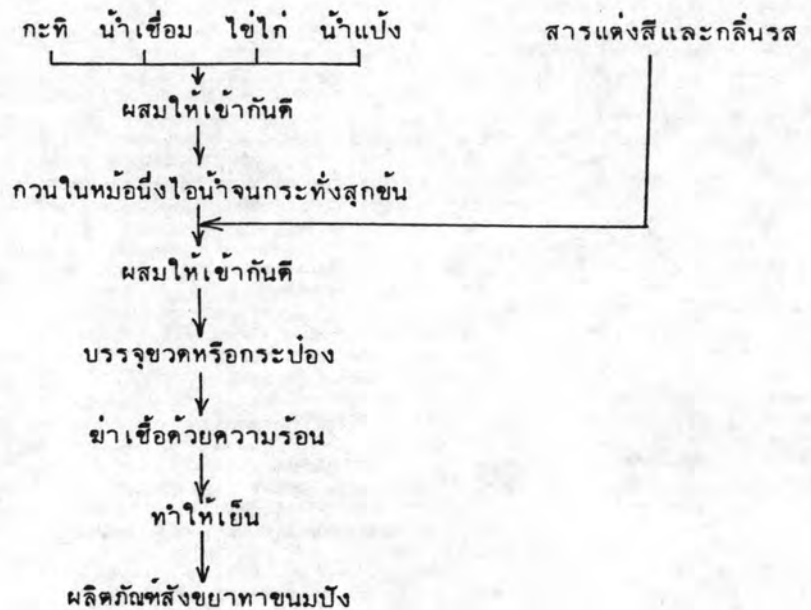 กะทิ น้ำเชื่อม ไข่ไก่ น้ำแป้ง สารแต่งสีและกลิ่นรส
ผสมให้เข้ากันดี
กวนในหม้อนึ่งไอน้ำจนกระทั่งสุกข้น
ผสมให้เข้ากันดี
บรรจุขวดหรือกระป๋อง
ฆ่าเชื้อด้วยความร้อน
ทำให้เย็น
ผลิตภัณฑ์สังขยาทาขนมปัง